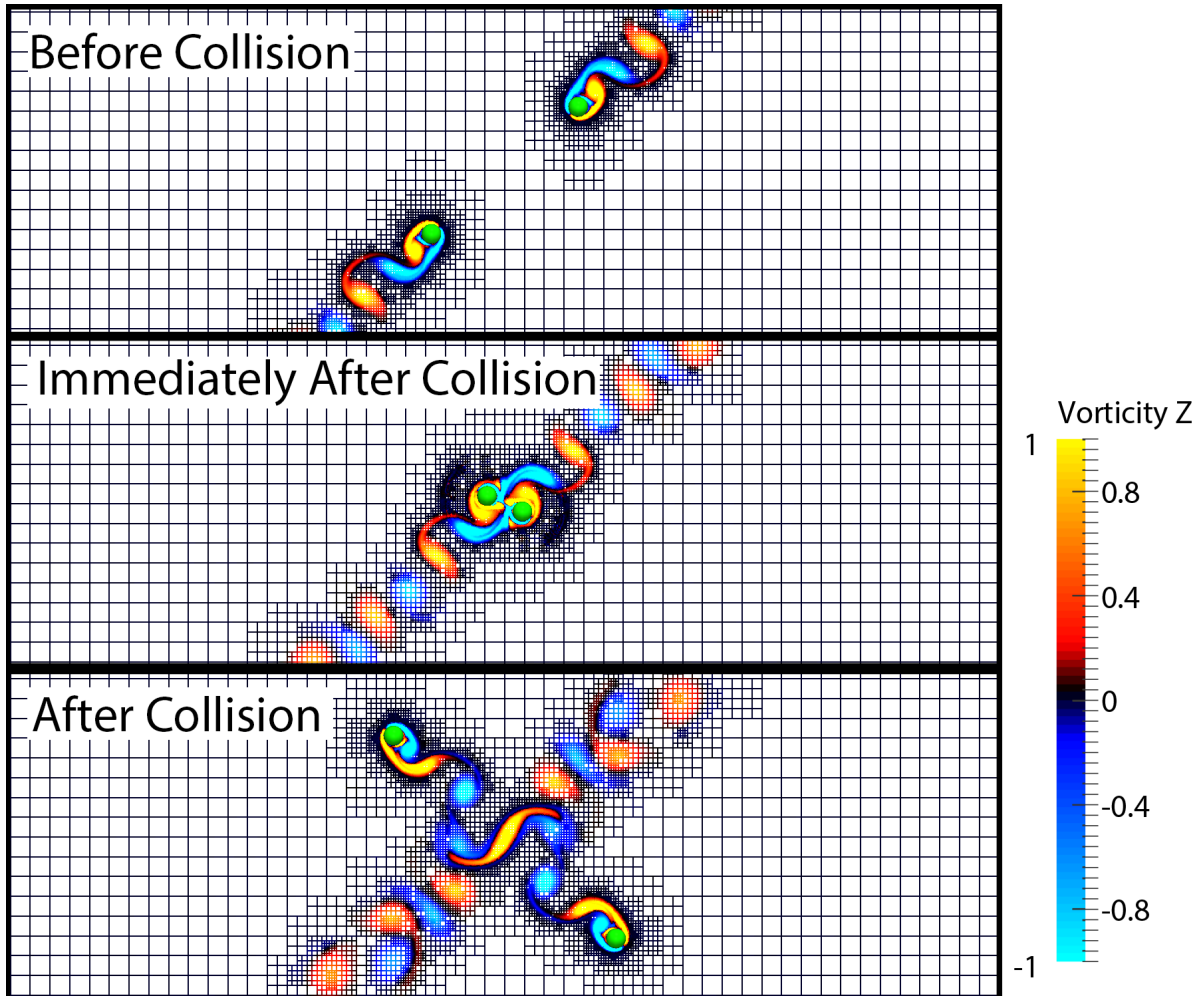 Before Collision
Immediately After Collision
After Collision
Vorticity Z
1
0.8
0.4
0
-0.4
-0.8
-1